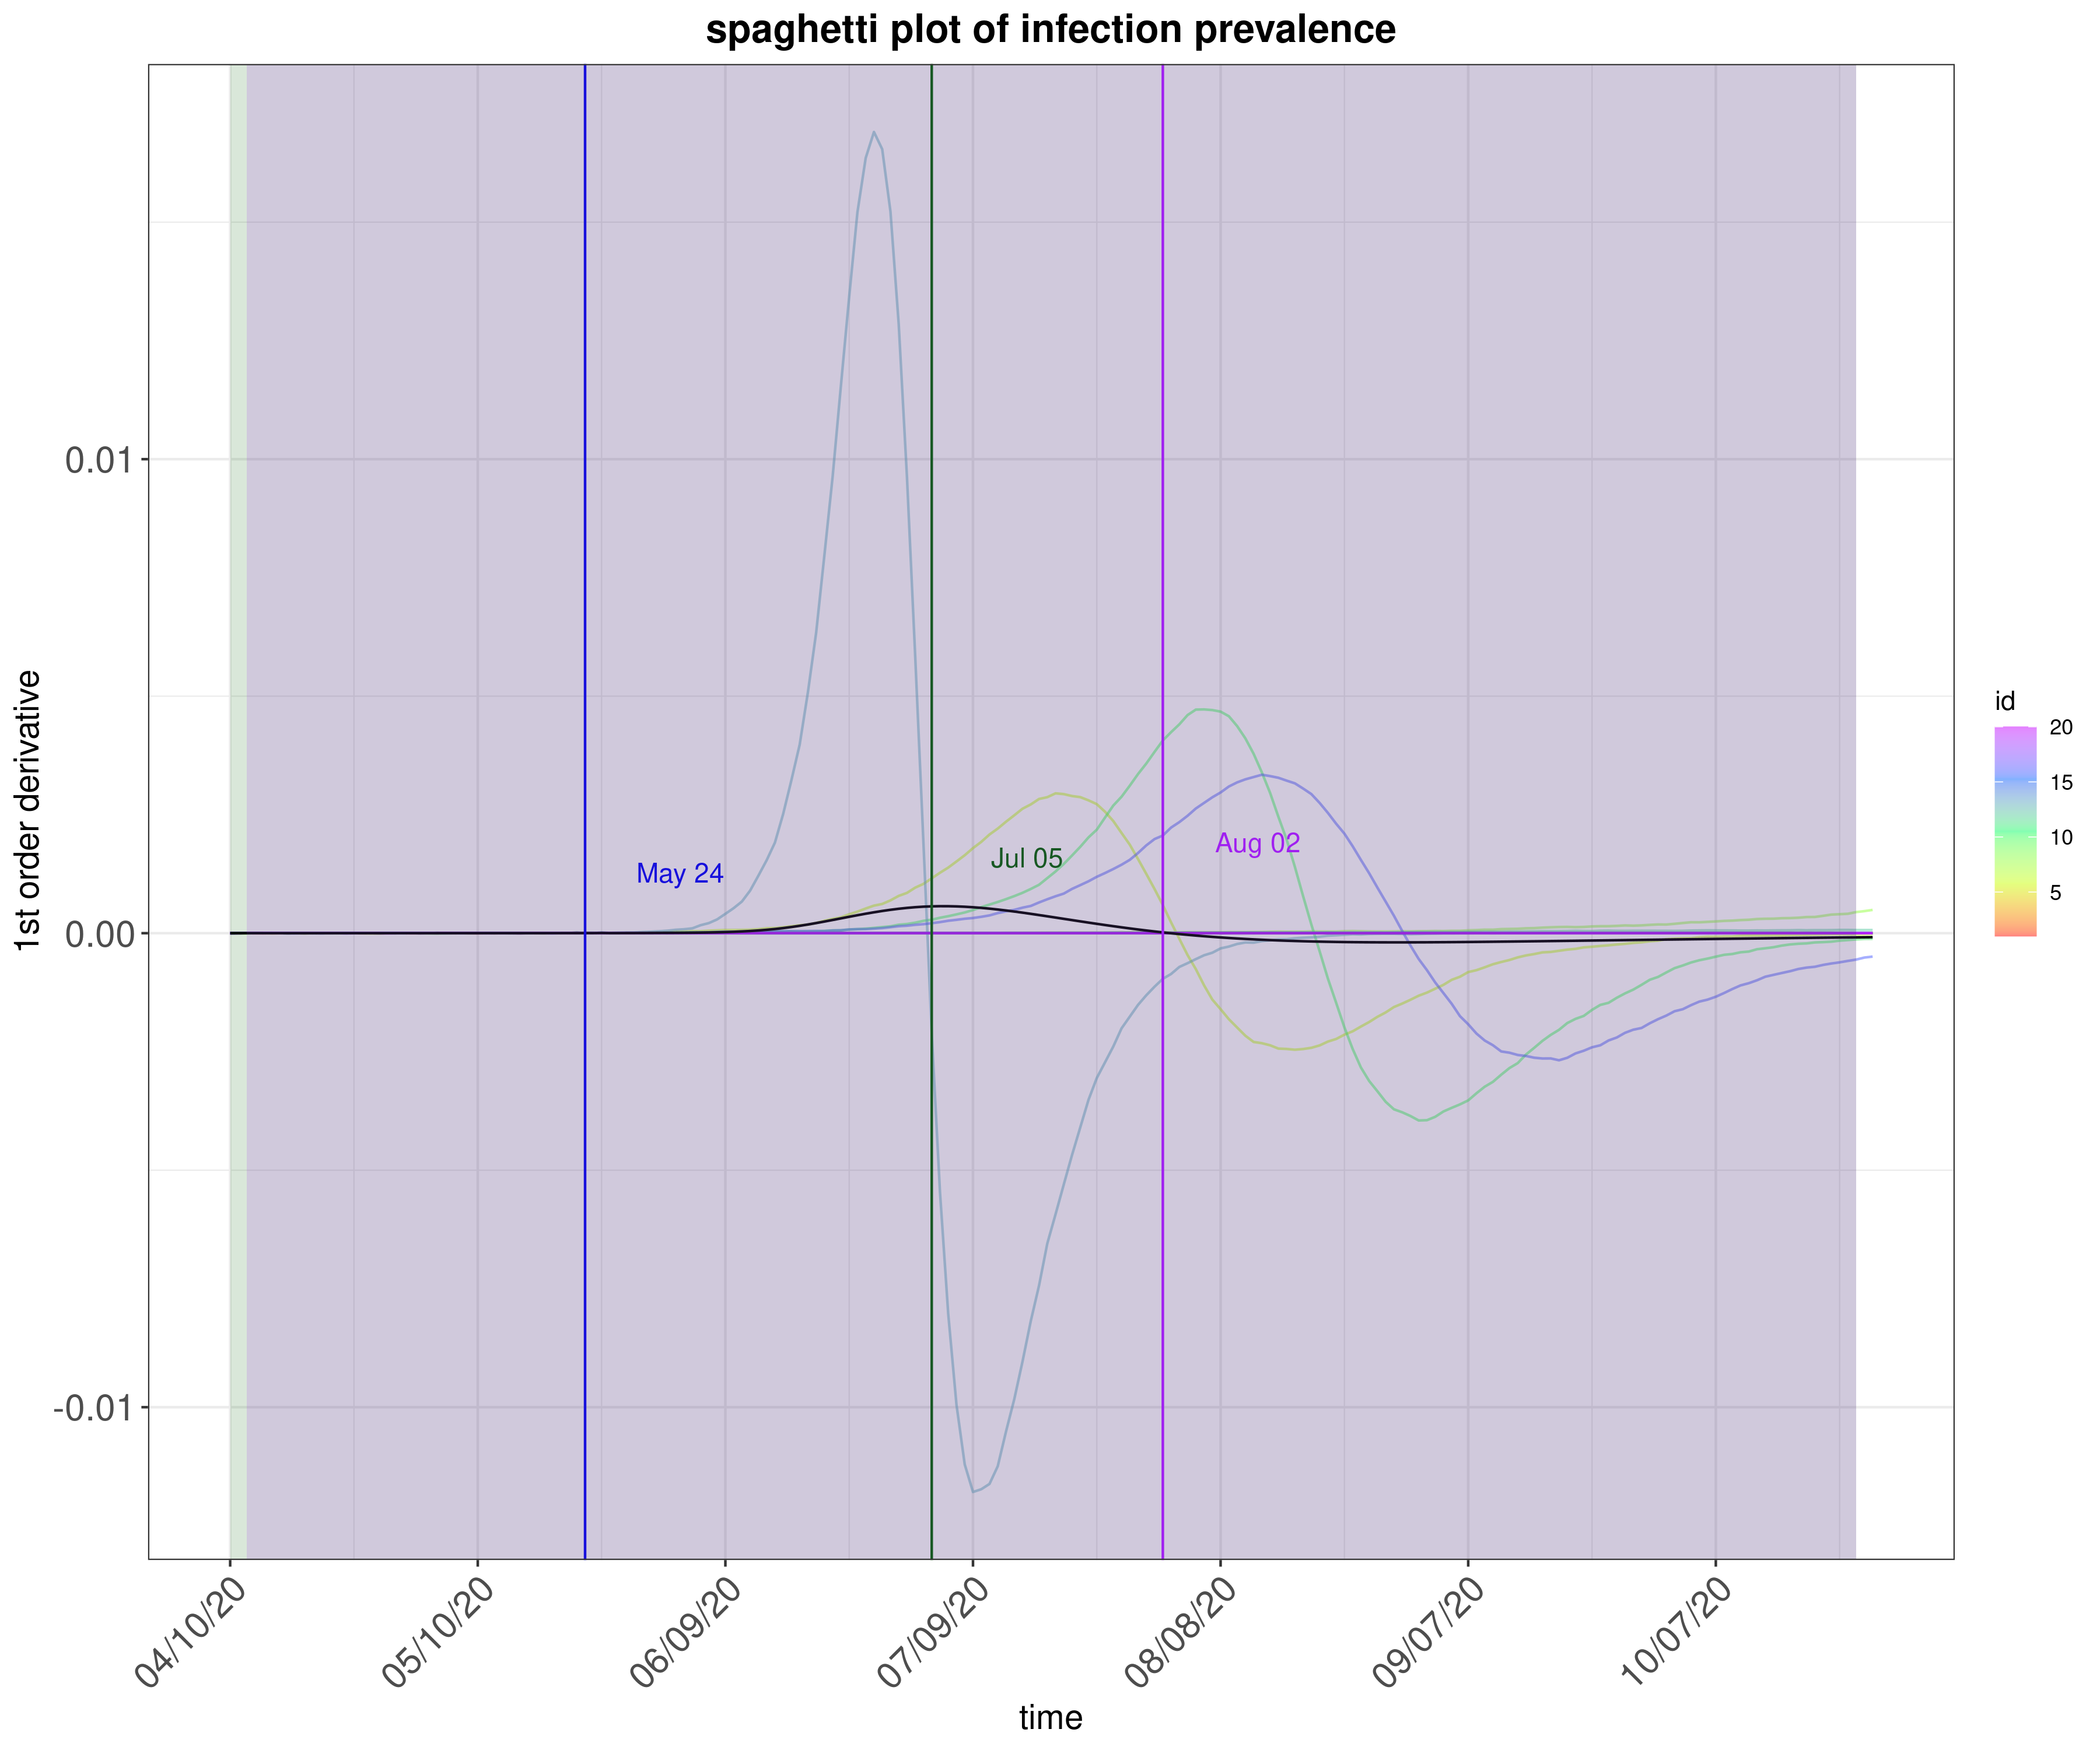 spaghetti plot of infection prevalence
1st order derivative
0.01
0.00
-0.01
May 24
Jul 05
Aug 02
04/10/20
05/10/20
06/09/20
07/09/20
08/08/20
09/07/20
10/07/20
time
id
20
15
10
5